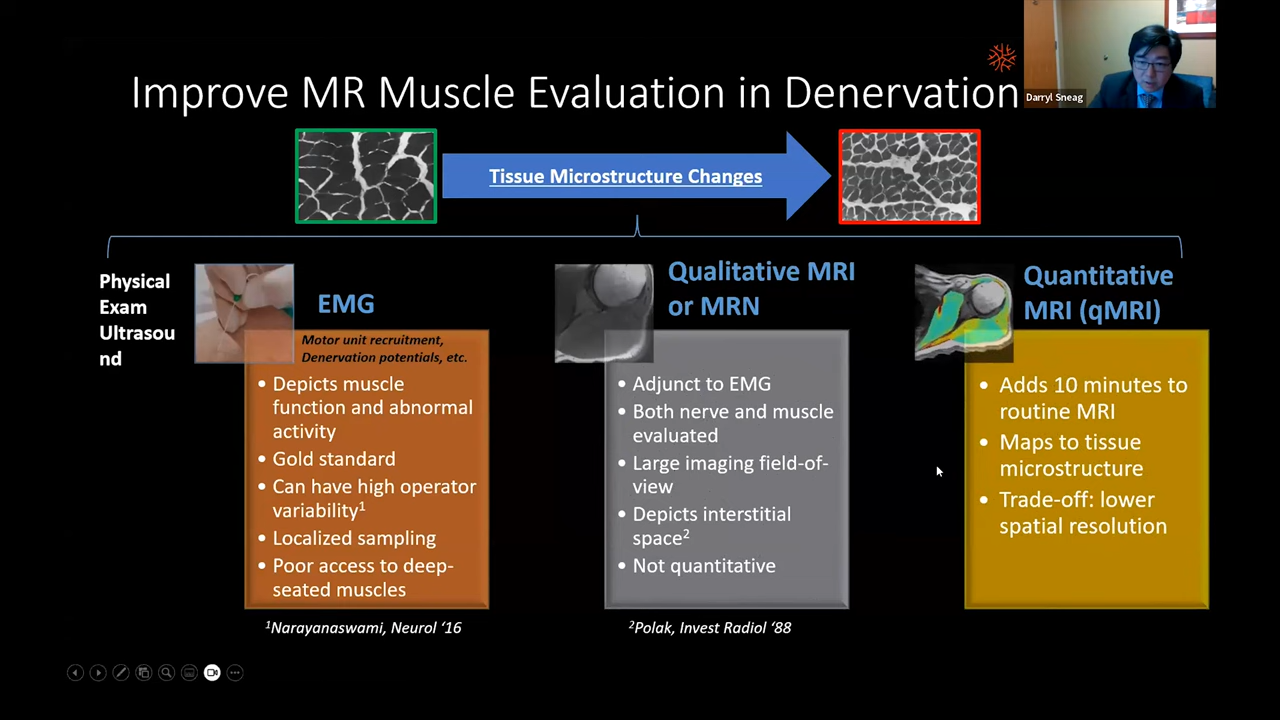 Improve MR Muscle Evaluation in Denervation
Darryl Sneag
Tissue Microstructure Changes
Physical
Exam
Ultrasou
nd
EMG
Motor unit recruitment,
Denervation potentials, etc.
• Depicts muscle
function and abnormal
activity
• Gold standard
• Can have high operator
variability¹
• Localized sampling
• Poor access to deep-
seated muscles
¹Narayanaswami, Neurol ‘16
Qualitative MRI
or MRN
• Adjunct to EMG
• Both nerve and muscle
evaluated
• Large imaging field-of-
view
• Depicts interstitial
space²
• Not quantitative
²Polak, Invest Radiol ‘88
Quantitative
MRI (qMRI)
• Adds 10 minutes to
routine MRI
• Maps to tissue
microstructure
• Trade-off: lower
spatial resolution